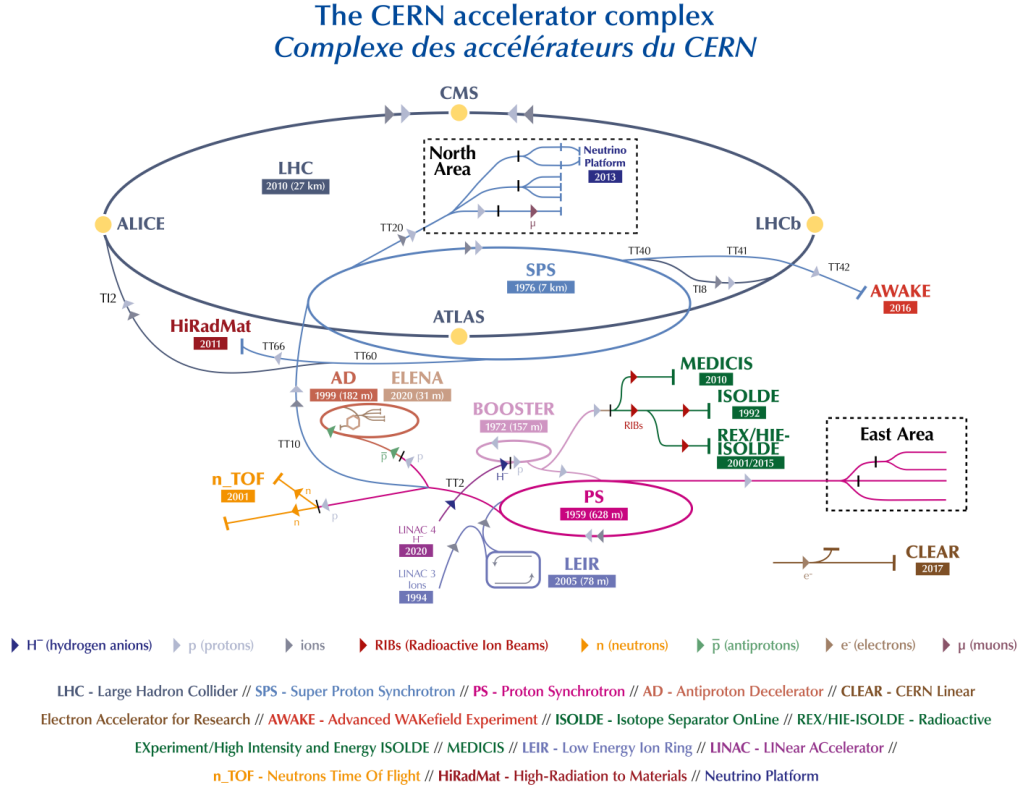 The CERN accelerator complex
Complexe des accélérateurs du CERN
CMS
North
Area
Neutrino
Platform
2013
LHC
2010 (27 km)
μ
ALICE
LHCb
TT20
TT40
TT41
TT42
SPS
1976 (7 km)
TI8
AWAKE
2016
TI2
ATLAS
HiRadMat
2011
TT66
TT60
AD
1999 (182 m)
ELENA
2020 (31 m)
MEDICIS
2010
BOOSTER
1972 (157 m)
ISOLDE
1992
RIBs
REX/HIE-
ISOLDE
2001/2015
East Area
TT10
p̅
p
H⁻
p
TT2
n_TOF
2001
n
n
p
PS
1959 (628 m)
LINAC 4
H⁻
2020
LINAC 3
Ions
1994
LEIR
2005 (78 m)
CLEAR
2017
e⁻
H⁻ (hydrogen anions)
p (protons)
ions
RIBs (Radioactive Ion Beams)
n (neutrons)
p̅ (antiprotons)
e⁻ (electrons)
μ (muons)
LHC - Large Hadron Collider // SPS - Super Proton Synchrotron // PS - Proton Synchrotron // AD - Antiproton Decelerator // CLEAR - CERN Linear
Electron Accelerator for Research // AWAKE - Advanced WAKefield Experiment // ISOLDE - Isotope Separator OnLine // REX/HIE-ISOLDE - Radioactive
EXperiment/High Intensity and Energy ISOLDE // MEDICIS // LEIR - Low Energy Ion Ring // LINAC - LINear ACcelerator //
n_TOF - Neutrons Time Of Flight // HiRadMat - High-Radiation to Materials // Neutrino Platform